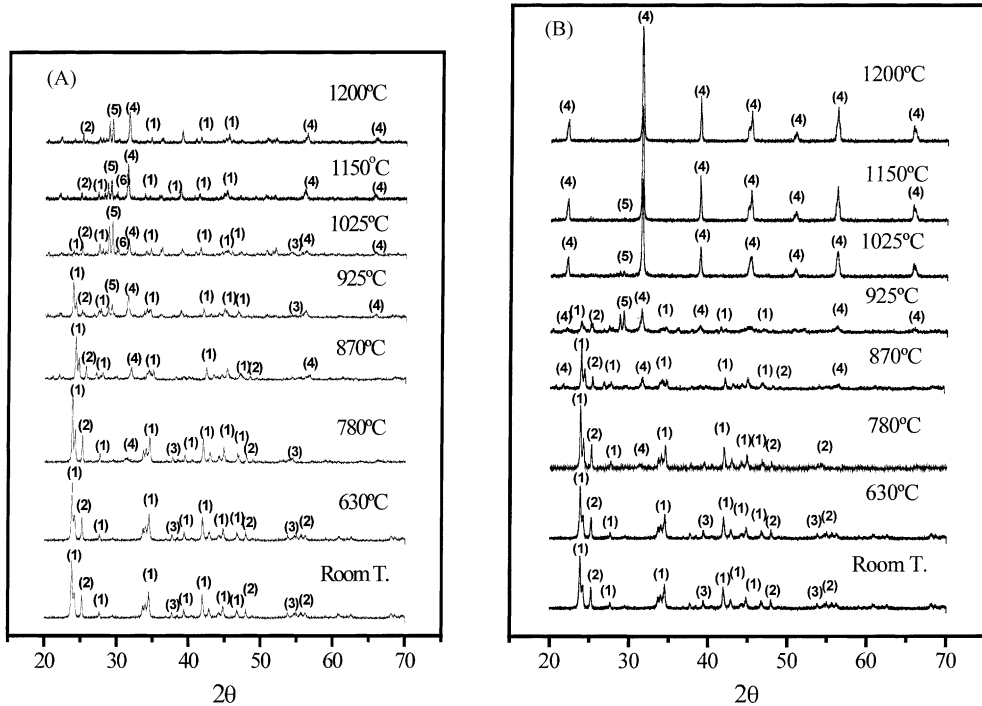 (A)
1200ºC
(2) (5) (4) (1) (1) (1) (4) (4)
1150°C
(2) (1) (5) (6) (4) (1) (1) (1) (1) (4) (4)
1025ºC
(1) (2) (1) (5) (6) (4) (1) (1) (1) (1) (3) (4) (4)
925ºC
(1) (2) (1) (5) (4) (1) (1) (1) (1) (3) (4)
870ºC
(1) (2) (1) (4) (1) (1) (1) (2) (4)
780ºC
(1) (2) (1) (4) (1) (3) (1) (1) (1) (1) (2) (3)
630ºC
(1) (2) (1) (1) (3) (1) (1) (1) (1) (2) (3) (2)
Room T.
(1) (2) (1) (1) (3) (1) (1) (1) (1) (2) (3) (2)
20 30 40 50 60 70
2θ
(B)
1200ºC
(4) (4) (4) (4) (4) (4) (4)
1150ºC
(4) (5) (4) (4) (4) (4) (4)
1025ºC
(4) (5) (4) (4) (4) (4) (4)
925ºC
(4) (1) (2) (5) (4) (1) (4) (1) (1) (4) (4)
870ºC
(4) (1) (2) (1) (4) (1) (1) (1) (2) (4)
780ºC
(1) (2) (1) (4) (1) (1) (1) (1) (2) (2)
630ºC
(1) (2) (1) (1) (3) (1) (1) (1) (2) (3) (2)
Room T.
(1) (2) (1) (1) (3) (1) (1) (1) (2) (3) (2)
20 30 40 50 60 70
2θ